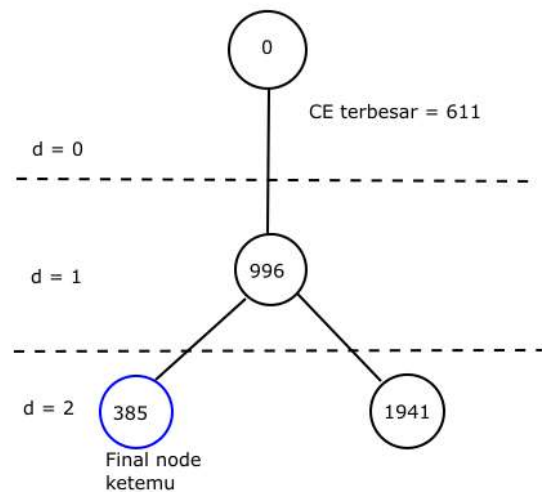 0
CE terbesar = 611
d = 0
996
d = 1
d = 2
385
1941
Final node
ketemu